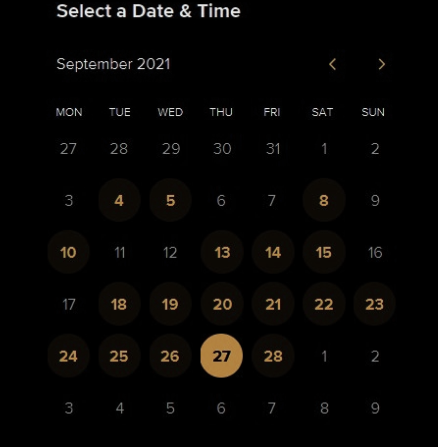 Select a Date & Time
September 2021
MON TUE WED THU FRI SAT SUN
27 28 29 30 31 1 2
3 4 5 6 7 8 9
10 11 12 13 14 15 16
17 18 19 20 21 22 23
24 25 26 27 28 1 2
3 4 5 6 7 8 9